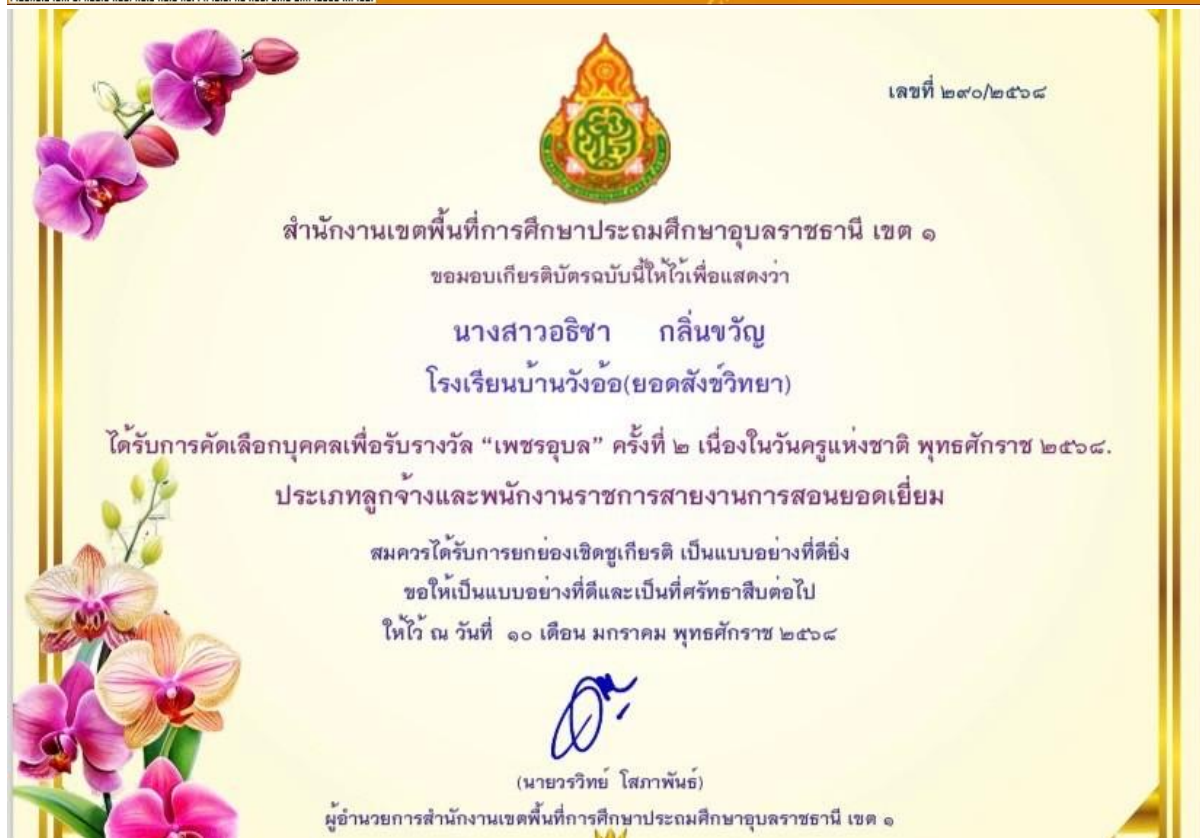 เลขที่ ๒๙๐/๒๕๖๘
สำนักงานเขตพื้นที่การศึกษาประถมศึกษาอุบลราชธานี เขต ๑
ขอมอบเกียรติบัตรฉบับนี้ให้ไว้เพื่อแสดงว่า
นางสาวอธิชา กลิ่นขวัญ
โรงเรียนบ้านวังอ้อ(ยอดสังข์วิทยา)
ได้รับการคัดเลือกบุคคลเพื่อรับรางวัล “เพชรอุบล” ครั้งที่ ๒ เนื่องในวันครูแห่งชาติ พุทธศักราช ๒๕๖๘.
ประเภทลูกจ้างและพนักงานราชการสายงานการสอนยอดเยี่ยม
สมควรได้รับการยกย่องเชิดชูเกียรติ เป็นแบบอย่างที่ดียิ่ง
ขอให้เป็นแบบอย่างที่ดีและเป็นที่ศรัทธาสืบต่อไป
ให้ไว้ ณ วันที่ ๑๐ เดือน มกราคม พุทธศักราช ๒๕๖๘
(นายวรวิทย์ โสภาพันธ์)
ผู้อำนวยการสำนักงานเขตพื้นที่การศึกษาประถมศึกษาอุบลราชธานี เขต ๑